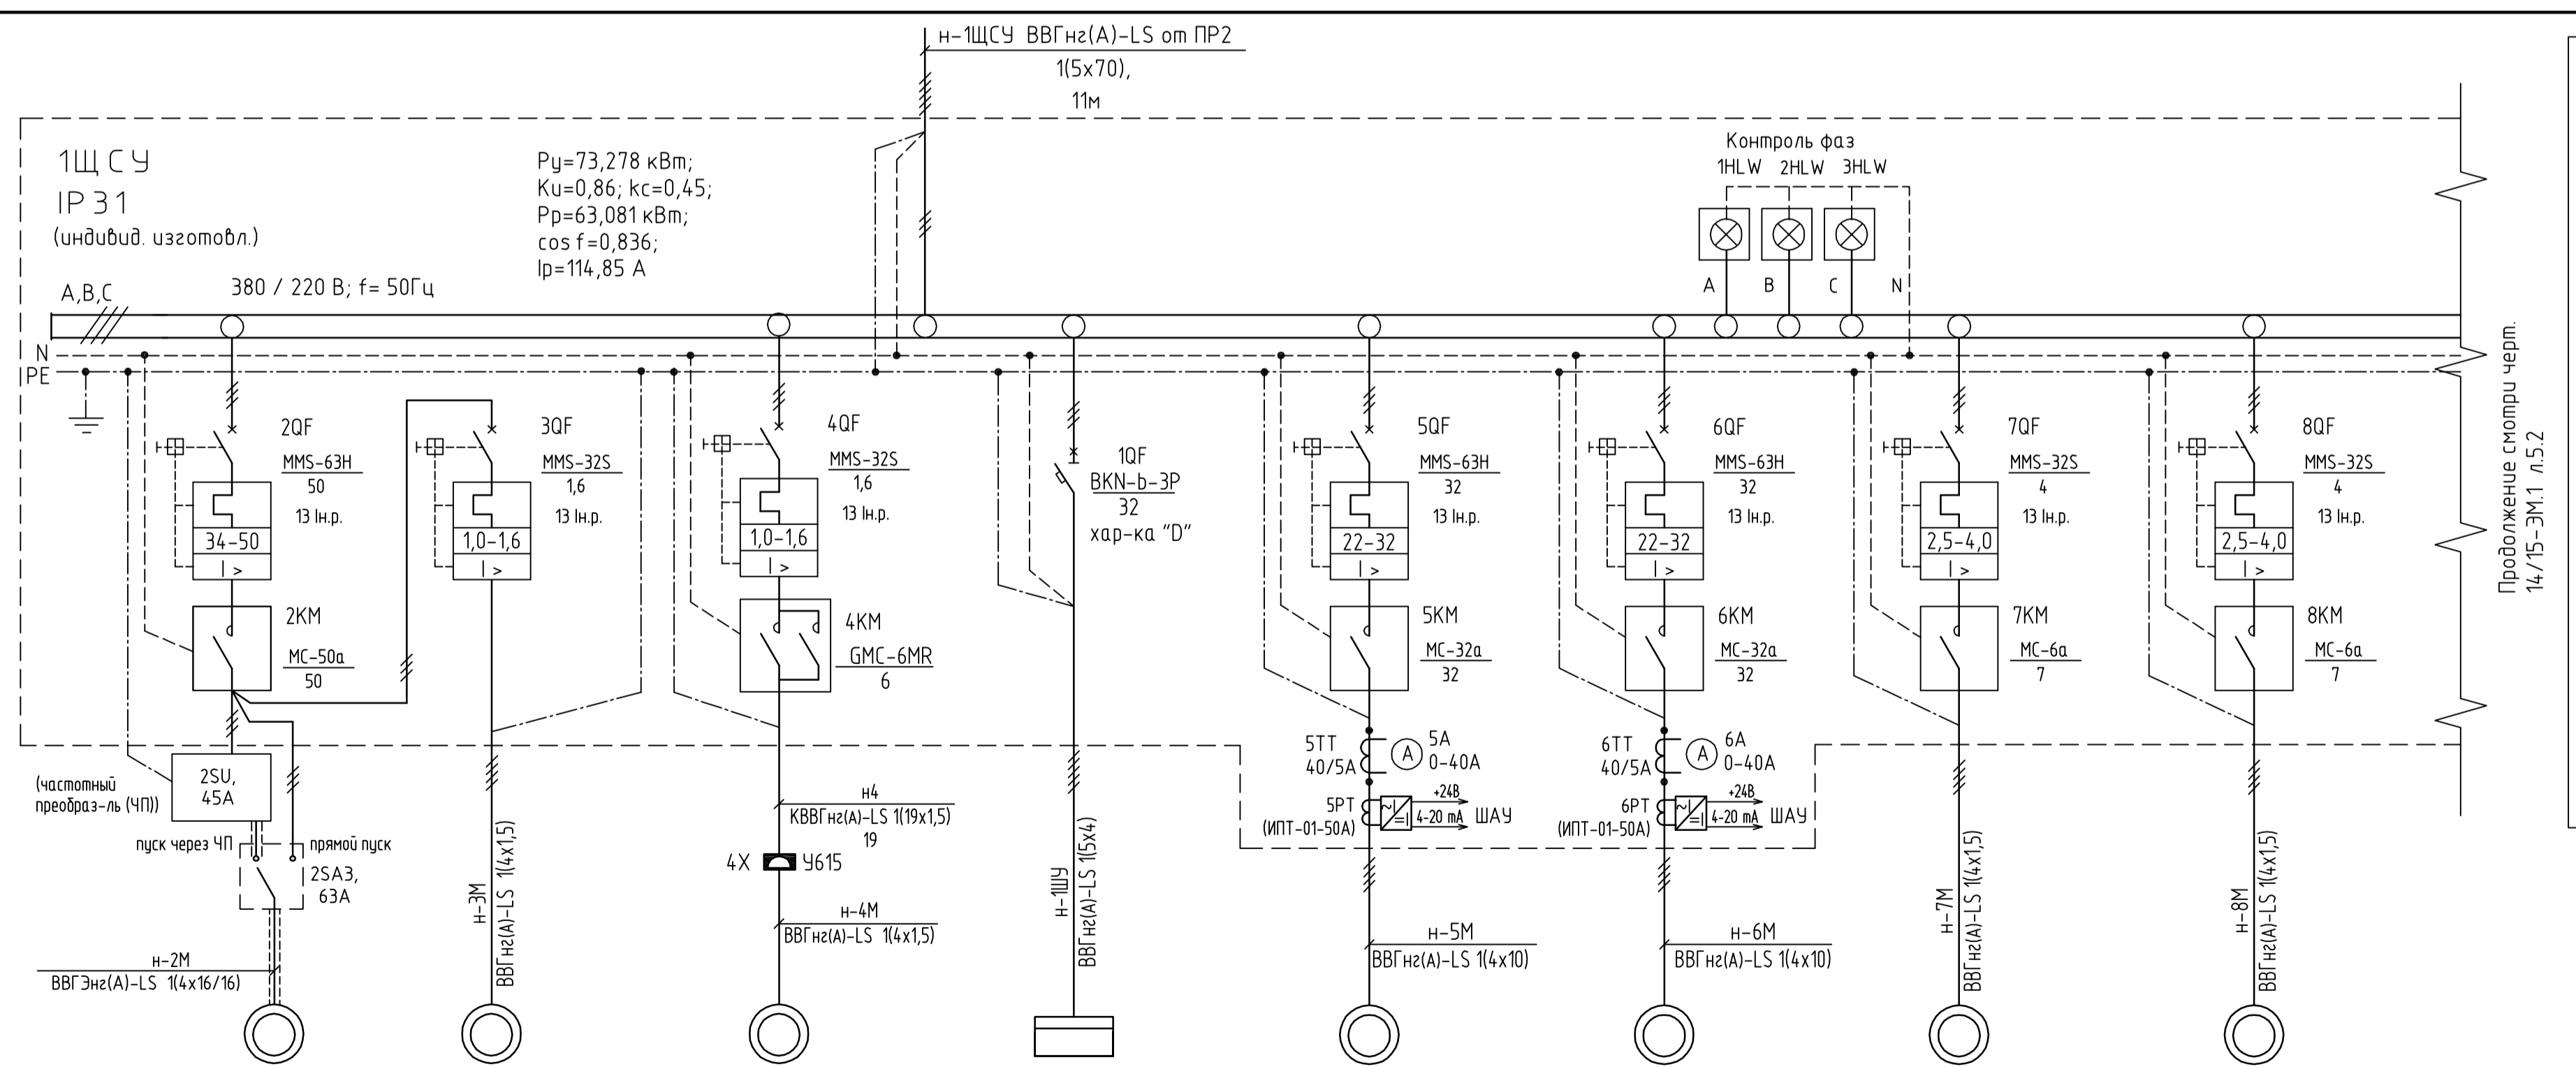 н-1ЩСУ ВВГнг(А)-LS от ПР2
1(5х70),
11м
1ЩСУ
IP31
(индивид. изготовл.)
Ру=73,278 кВт;
Ки=0,86; kc=0,45;
Рр=63,081 кВт;
cos f=0,836;
Iр=114,85 А
Контроль фаз
1HLW 2HLW 3HLW
A B C N
A,B,C
380 / 220 В; f= 50Гц
N
PE
2QF
MMS-63H
50
13 Iн.р.
34-50
I >
2KM
MC-50a
50
3QF
MMS-32S
1,6
13 Iн.р.
1,0-1,6
I >
4QF
MMS-32S
1,6
13 Iн.р.
1,0-1,6
I >
4KM
GMC-6MR
6
1QF
BKN-b-3P
32
хар-ка "D"
5QF
MMS-63H
32
13 Iн.р.
22-32
I >
5KM
MC-32a
32
6QF
MMS-63H
32
13 Iн.р.
22-32
I >
6KM
MC-32a
32
7QF
MMS-32S
4
13 Iн.р.
2,5-4,0
I >
7KM
MC-6a
7
8QF
MMS-32S
4
13 Iн.р.
2,5-4,0
I >
8KM
MC-6a
7
Продолжение смотри черт.
14/15-ЭМ.1 л.5.2
(частотный
преобраз-ль (ЧП))
2SU,
45A
пуск через ЧП
прямой пуск
2SA3,
63A
н-2М
ВВГЭнг(А)-LS 1(4х16/16)
н-3М
ВВГнг(А)-LS 1(4х1,5)
н4
КВВГнг(А)-LS 1(19х1,5)
19
4X
У615
н-4М
ВВГнг(А)-LS 1(4х1,5)
н-1ШУ
ВВГнг(А)-LS 1(5х4)
5ТТ
40/5А
A
5А
0-40А
5РТ
(ИПТ-01-50А)
~
=
+24В
4-20 mA
ШАУ
н-5М
ВВГнг(А)-LS 1(4х10)
6ТТ
40/5А
A
6А
0-40А
6РТ
(ИПТ-01-50А)
~
=
+24В
4-20 mA
ШАУ
н-6М
ВВГнг(А)-LS 1(4х10)
н-7М
ВВГнг(А)-LS 1(4х1,5)
н-8М
ВВГнг(А)-LS 1(4х1,5)